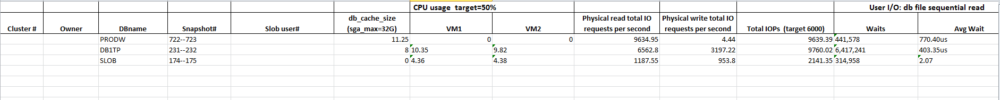 CPU usage target=50% User I/O: db file sequential read
db_cache_size Physical read total IO Physical write total IO
Cluster # Owner DBname Snapshot# Slob user# (sga_max=32G) VM1 VM2 requests per second requests per second Total IOPs (target 6000) Waits Avg Wait
PRODW 722--723 11.25 0 0 9634.95 4.44 9639.39 441,578 770.40us
DB1TP 231--232 8 10.35 9.82 6562.8 3197.22 9760.02 6,417,241 403.35us
SLOB 174--175 0 4.36 4.38 1187.55 953.8 2141.35 314,958 2.07